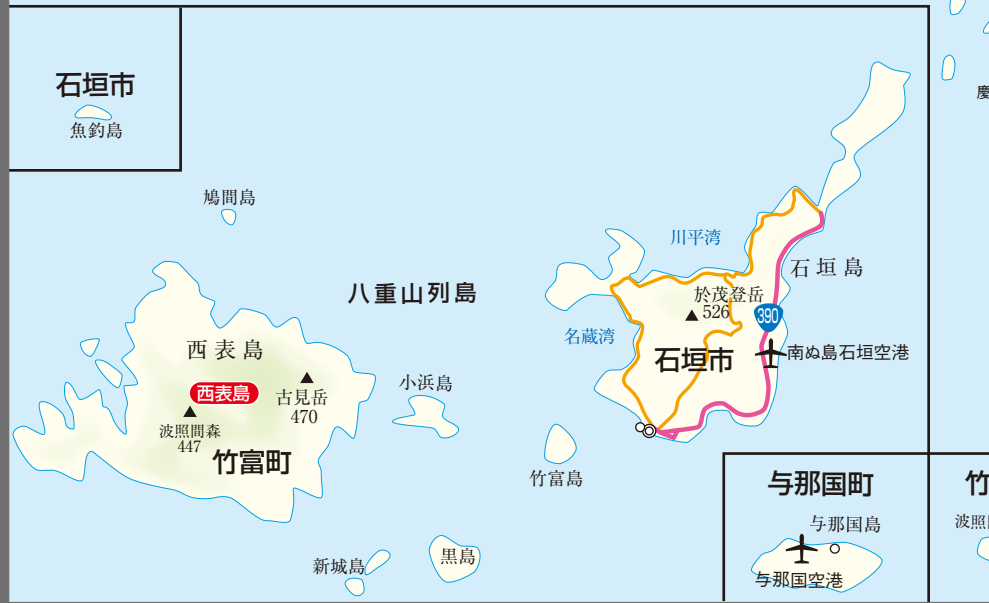 石垣市
魚釣島
慶
鳩間島
川平湾
石垣島
八重山列島
於茂登岳
526
390
名蔵湾
石垣市
南ぬ島石垣空港
西表島
西表島
古見岳
470
小浜島
波照間森
447
竹富町
竹富島
与那国町
竹
与那国島
波照
与那国空港
新城島
黒島